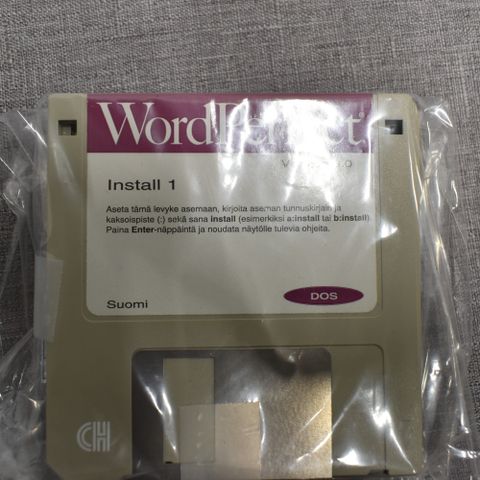 WordPerfect®
Install 1
Aseta tämä levyke asemaan, kirjoita aseman tunnuskirjain ja
kaksoispiste (:) sekä sana install (esimerkiksi a:install tai b:install).
Paina Enter-näppäintä ja noudata näytölle tulevia ohjeita.
Suomi
DOS
CH